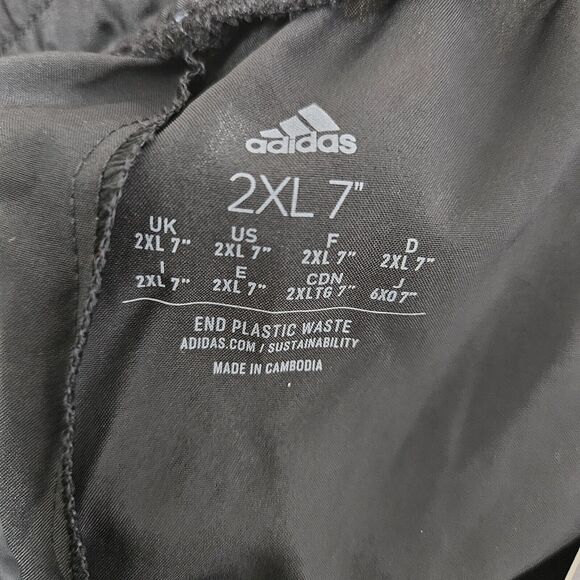 adidas
2XL 7"
UK US F D
2XL 7" 2XL 7" 2XL 7" 2XL 7"
I E CDN J
2XL 7" 2XL 7" 2XLTG 7" 6XO 7"
END PLASTIC WASTE
ADIDAS.COM / SUSTAINABILITY
MADE IN CAMBODIA